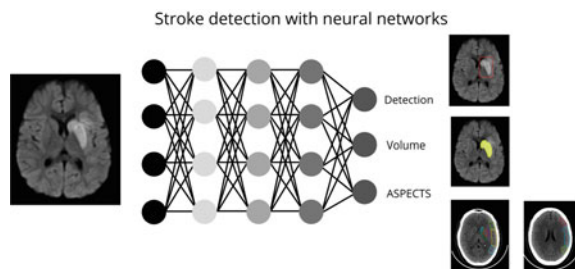 Stroke detection with neural networks
Detection
Volume
ASPECTS